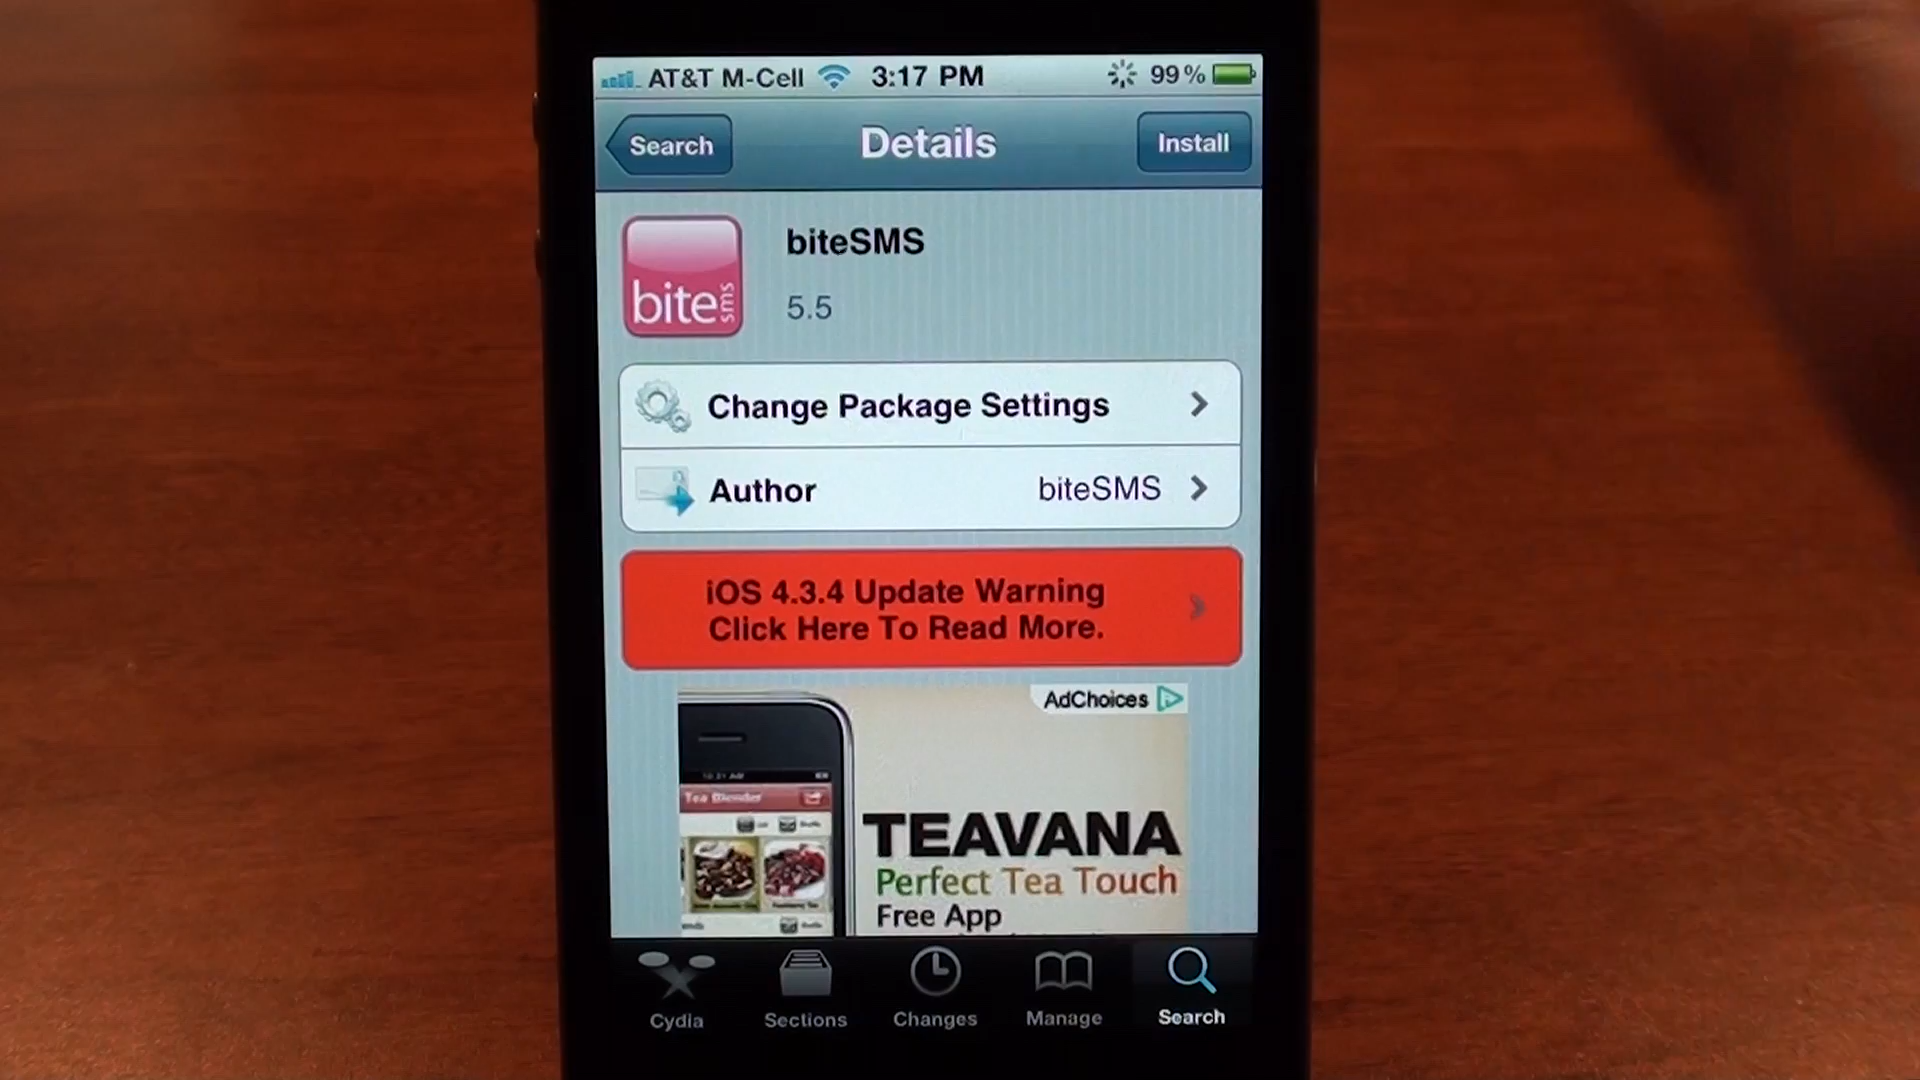 AT&T M-Cell 3:17 PM 99%
Search Details Install
bite sms
biteSMS
5.5
Change Package Settings
Author biteSMS
iOS 4.3.4 Update Warning
Click Here To Read More.
AdChoices
Tea Blender
TEAVANA
Perfect Tea Touch
Free App
Cydia Sections Changes Manage Search